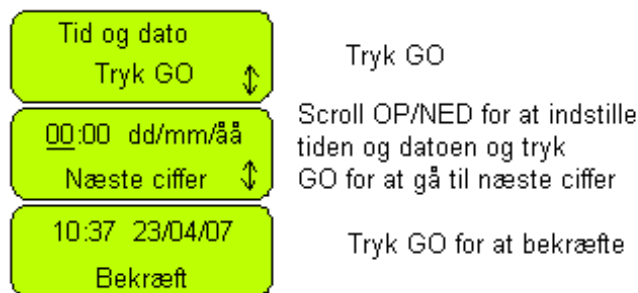 Tid og dato
Tryk GO
Tryk GO
00:00 dd/mm/åå
Næste ciffer
Scroll OP/NED for at indstille
tiden og datoen og tryk
GO for at gå til næste ciffer
10:37 23/04/07
Bekræft
Tryk GO for at bekræfte